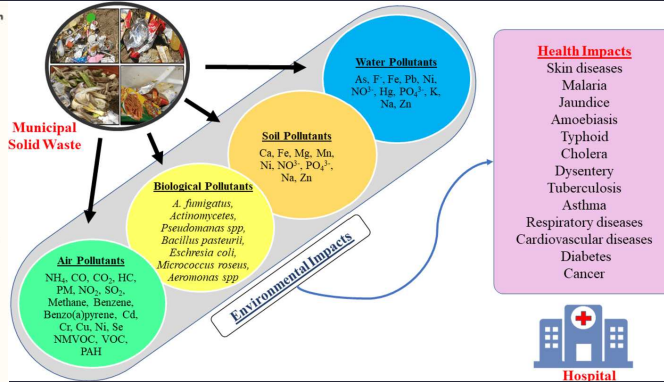 Municipal
Solid Waste
Water Pollutants
As, F⁻, Fe, Pb, Ni,
NO³⁻, Hg, PO₄³⁻, K,
Na, Zn
Soil Pollutants
Ca, Fe, Mg, Mn,
Ni, NO³⁻, PO₄³⁻,
Na, Zn
Biological Pollutants
A. fumigatus,
Actinomycetes,
Pseudomanas spp,
Bacillus pasteurii,
Eschresia coli,
Micrococcus roseus,
Aeromonas spp
Air Pollutants
NH₄, CO, CO₂, HC,
PM, NO₂, SO₂,
Methane, Benzene,
Benzo(a)pyrene, Cd,
Cr, Cu, Ni, Se
NMVOC, VOC,
PAH
Environmental Impacts
Health Impacts
Skin diseases
Malaria
Jaundice
Amoebiasis
Typhoid
Cholera
Dysentery
Tuberculosis
Asthma
Respiratory diseases
Cardiovascular diseases
Diabetes
Cancer
Hospital